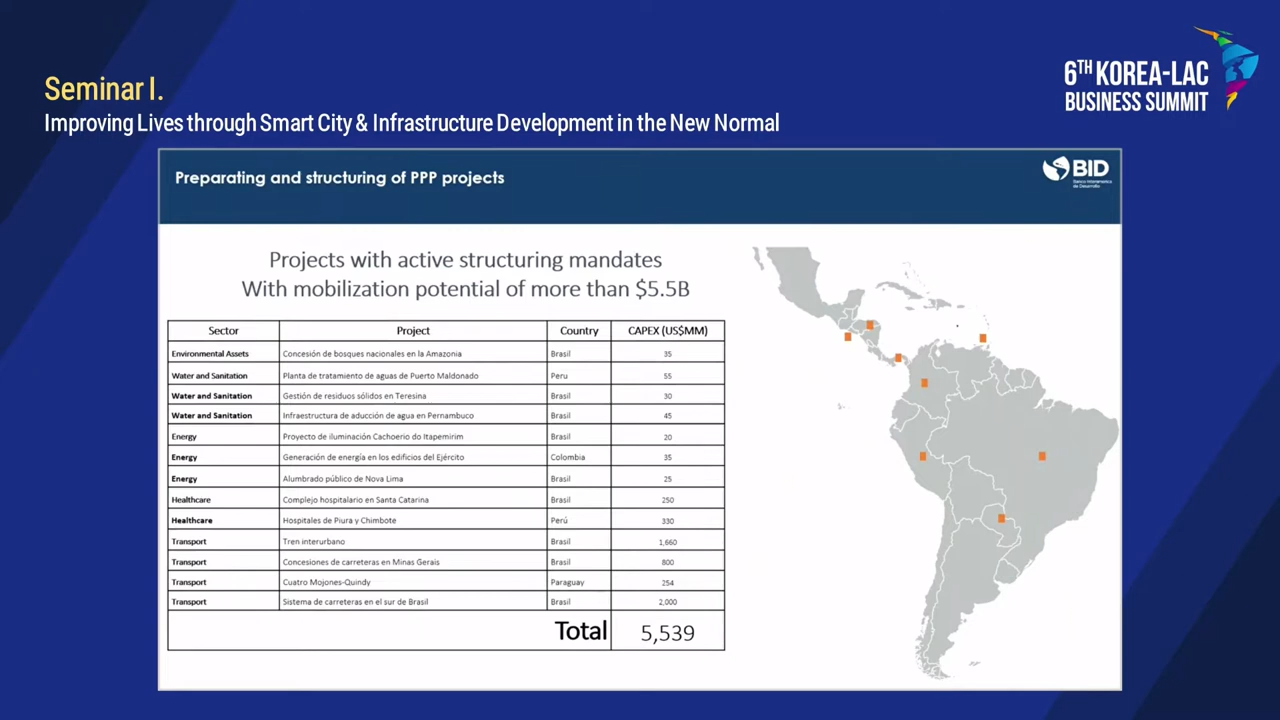 Seminar I.
Improving Lives through Smart City & Infrastructure Development in the New Normal
6TH KOREA-LAC
BUSINESS SUMMIT
Preparating and structuring of PPP projects
BID
Banco Interamericano
de Desarrollo
Projects with active structuring mandates
With mobilization potential of more than $5.5B
Sector Project Country CAPEX (US$MM)
Environmental Assets Concesión de bosques nacionales en la Amazonia Brasil 35
Water and Sanitation Planta de tratamiento de aguas de Puerto Maldonado Peru 55
Water and Sanitation Gestión de residuos sólidos en Teresina Brasil 30
Water and Sanitation Infraestructura de aducción de agua en Pernambuco Brasil 45
Energy Proyecto de iluminación Cachoerio do Itapemirim Brasil 20
Energy Generación de energía en los edificios del Ejército Colombia 35
Energy Alumbrado público de Nova Lima Brasil 25
Healthcare Complejo hospitalario en Santa Catarina Brasil 250
Healthcare Hospitales de Piura y Chimbote Perú 330
Transport Tren interurbano Brasil 1,660
Transport Concesiones de carreteras en Minas Gerais Brasil 800
Transport Cuatro Mojones-Quindy Paraguay 254
Transport Sistema de carreteras en el sur de Brasil Brasil 2,000
Total 5,539